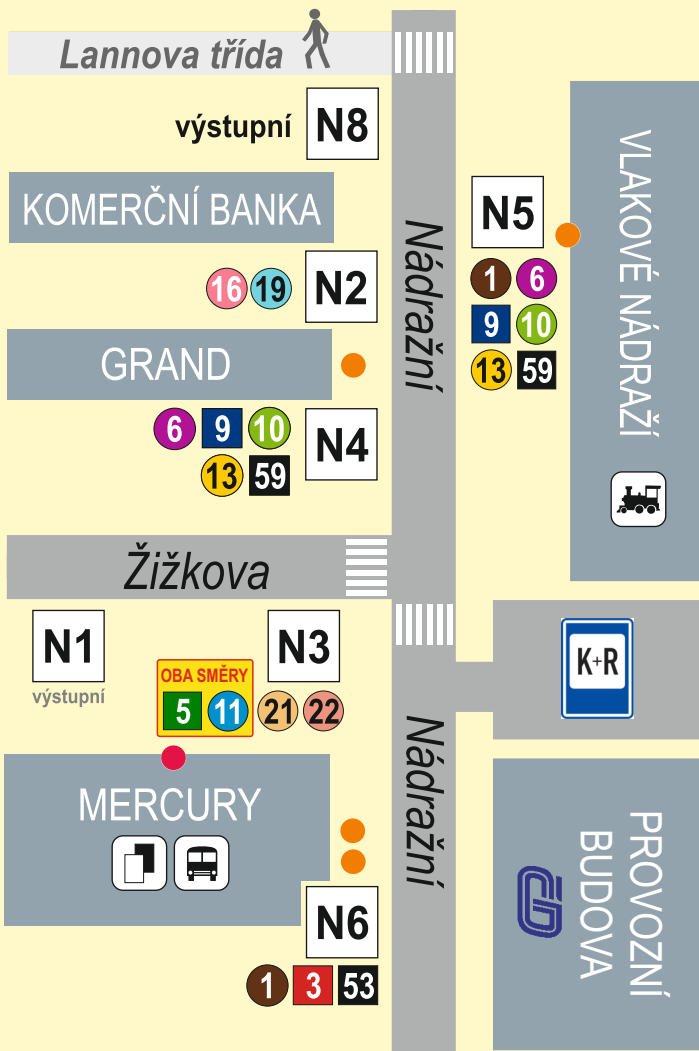 Lannova třída
výstupní N8
KOMERČNÍ BANKA
16 19 N2
GRAND
6 9 10 N4
13 59
Nádražní
N5
1 6
9 10
13 59
VLAKOVÉ NÁDRAŽÍ
Žižkova
N1
výstupní
N3
OBA SMĚRY
5 11 21 22
K+R
MERCURY
Nádražní
N6
1 3 53
PROVOZNÍ
BUDOVA
ČD